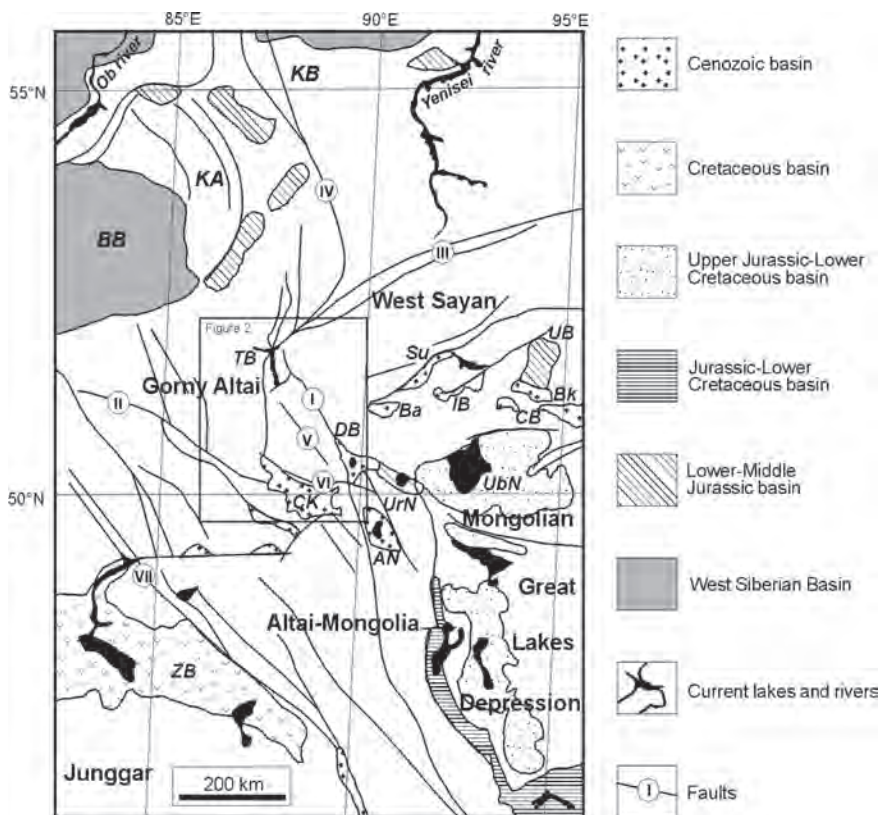 85°E
90°E
95°E
55°N
50°N
Ob river
KB
Yenisei
river
KA
BB
IV
III
West Sayan
Figure 2
TB
Gorny Altai
II
I
V
VI
DB
CK
Su
Ba
IB
UB
Bk
CB
UbN
UrN
AN
Mongolian
Great
Lakes
Depression
Altai-Mongolia
VII
ZB
Junggar
200 km
Cenozoic basin
Cretaceous basin
Upper Jurassic-Lower
Cretaceous basin
Jurassic-Lower
Cretaceous basin
Lower-Middle
Jurassic basin
West Siberian Basin
Current lakes and rivers
I
Faults